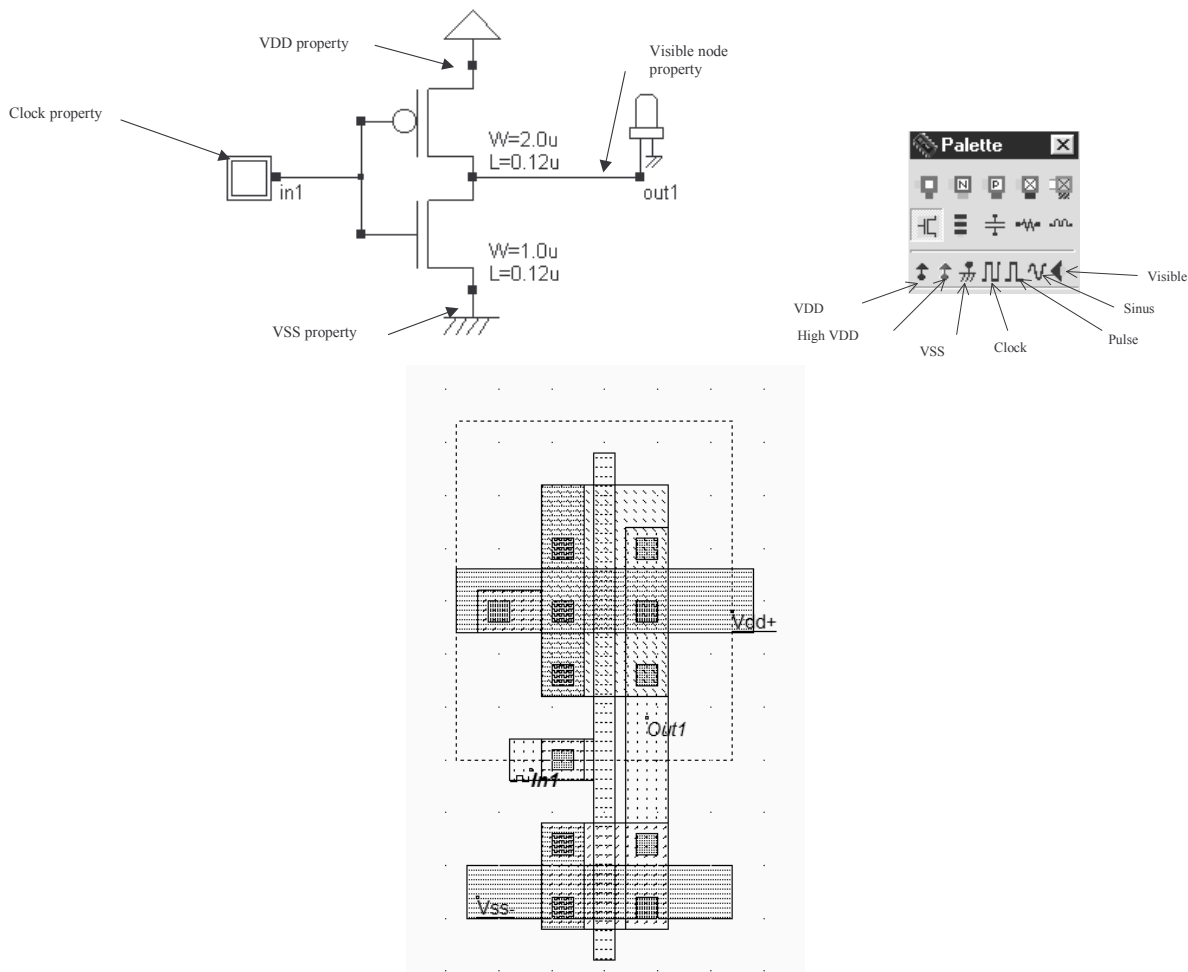 VDD property
Visible node
property
Clock property
W=2.0u
L=0.12u
in1
out1
W=1.0u
L=0.12u
VSS property
Palette
N
P
Visible
VDD
Sinus
High VDD
Pulse
VSS
Clock
Vdd+
Out1
In1
Vss-